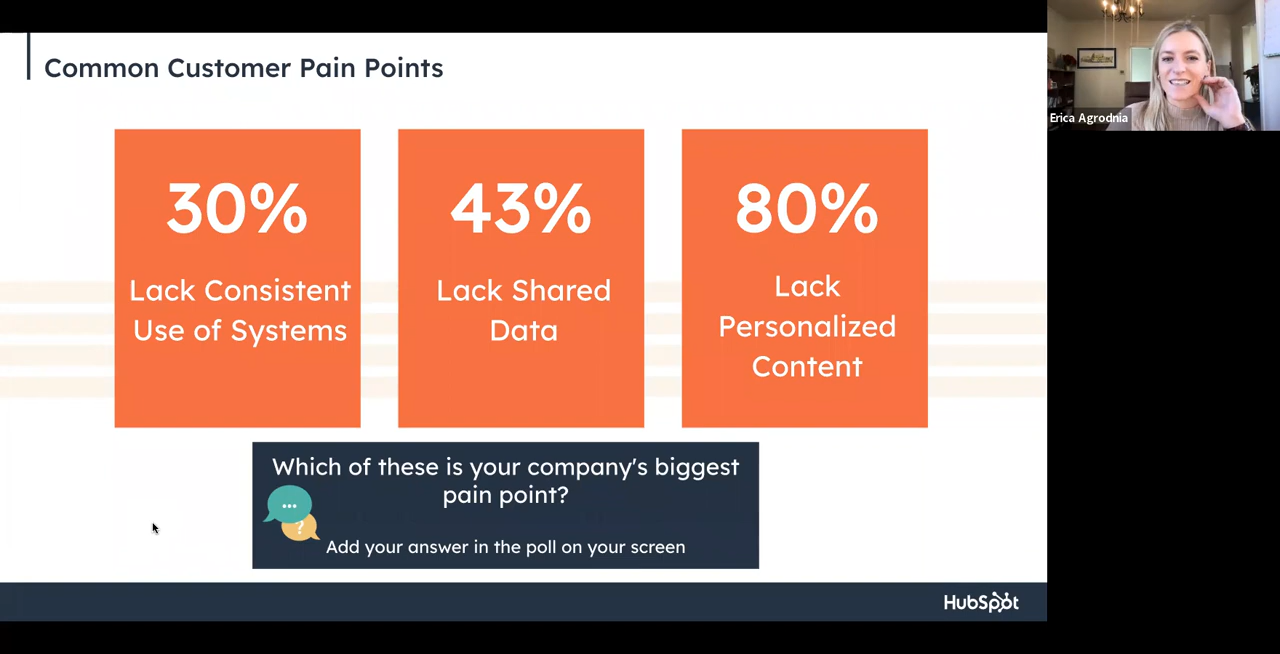 Common Customer Pain Points
30%
Lack Consistent
Use of Systems
43%
Lack Shared
Data
80%
Lack
Personalized
Content
Which of these is your company's biggest
pain point?
...
?
Add your answer in the poll on your screen
HubSpot
Erica Agrodnia